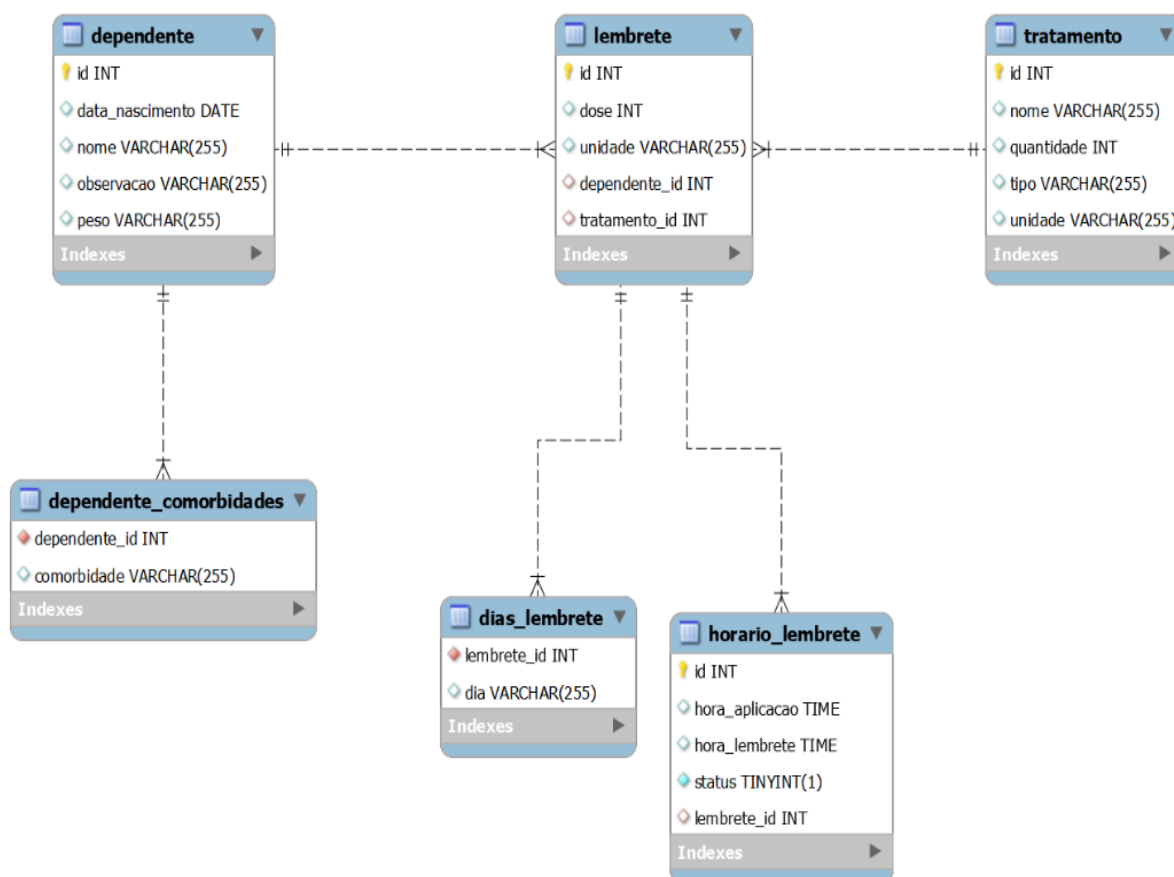 dependente
id INT
data_nascimento DATE
nome VARCHAR(255)
observacao VARCHAR(255)
peso VARCHAR(255)
Indexes
lembrete
id INT
dose INT
unidade VARCHAR(255)
dependente_id INT
tratamento_id INT
Indexes
tratamento
id INT
nome VARCHAR(255)
quantidade INT
tipo VARCHAR(255)
unidade VARCHAR(255)
Indexes
dependente_comorbidades
dependente_id INT
comorbidade VARCHAR(255)
Indexes
dias_lembrete
lembrete_id INT
dia VARCHAR(255)
Indexes
horario_lembrete
id INT
hora_aplicacao TIME
hora_lembrete TIME
status TINYINT(1)
lembrete_id INT
Indexes